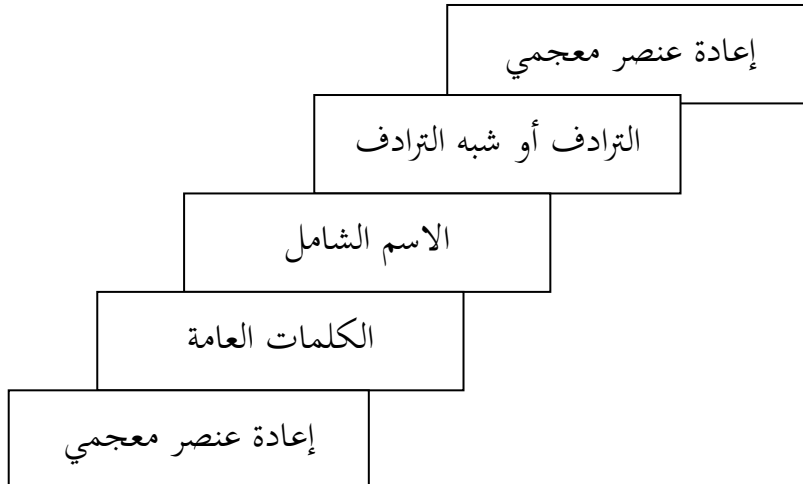 إعادة عنصر معجمي
الترادف أو شبه الترادف
الاسم الشامل
الكلمات العامة
إعادة عنصر معجمي